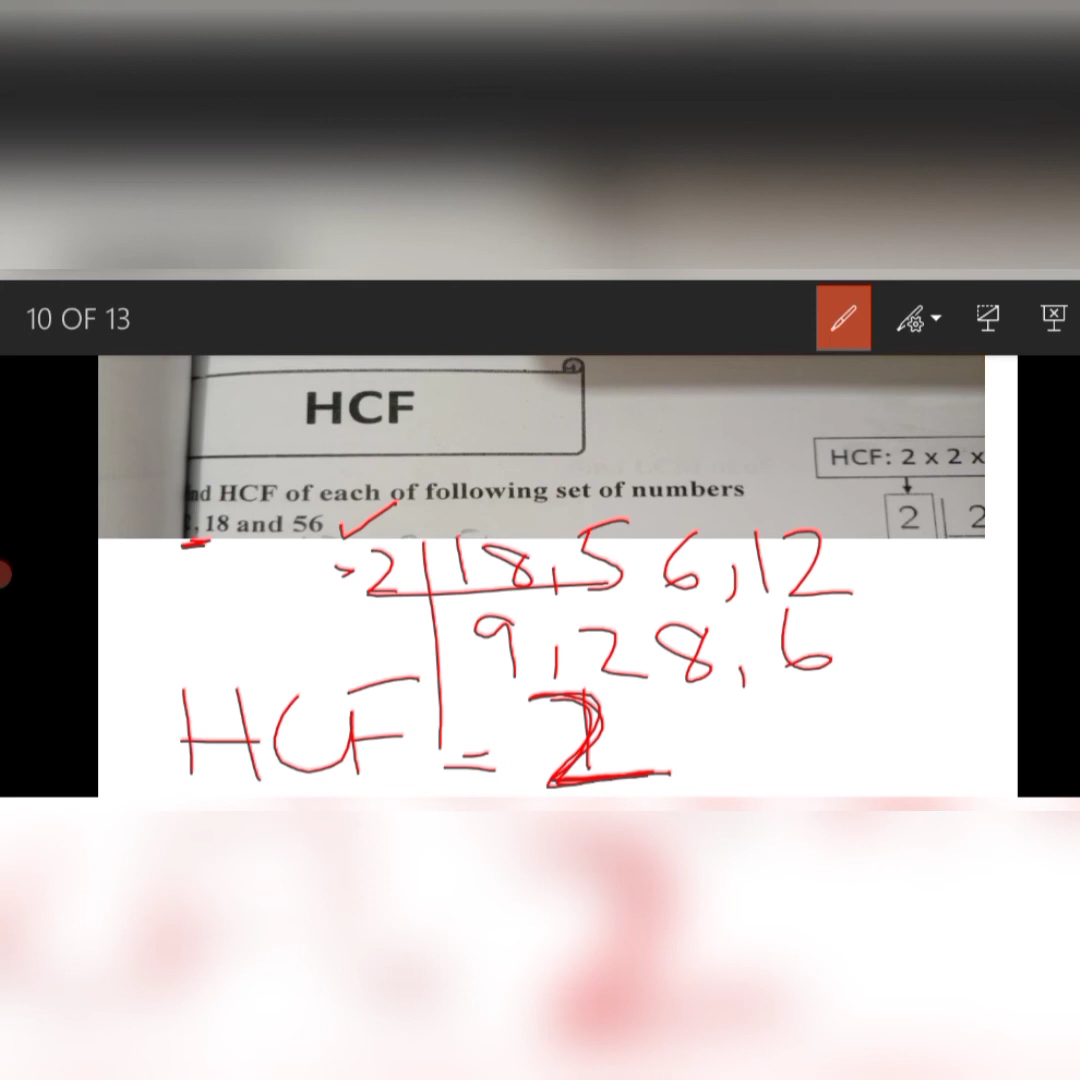 10 OF 13
HCF
HCF: 2 x 2 x
nd HCF of each of following set of numbers
2 2
, 18 and 56
2 18, 56, 12
9, 28, 6
HCF = 2